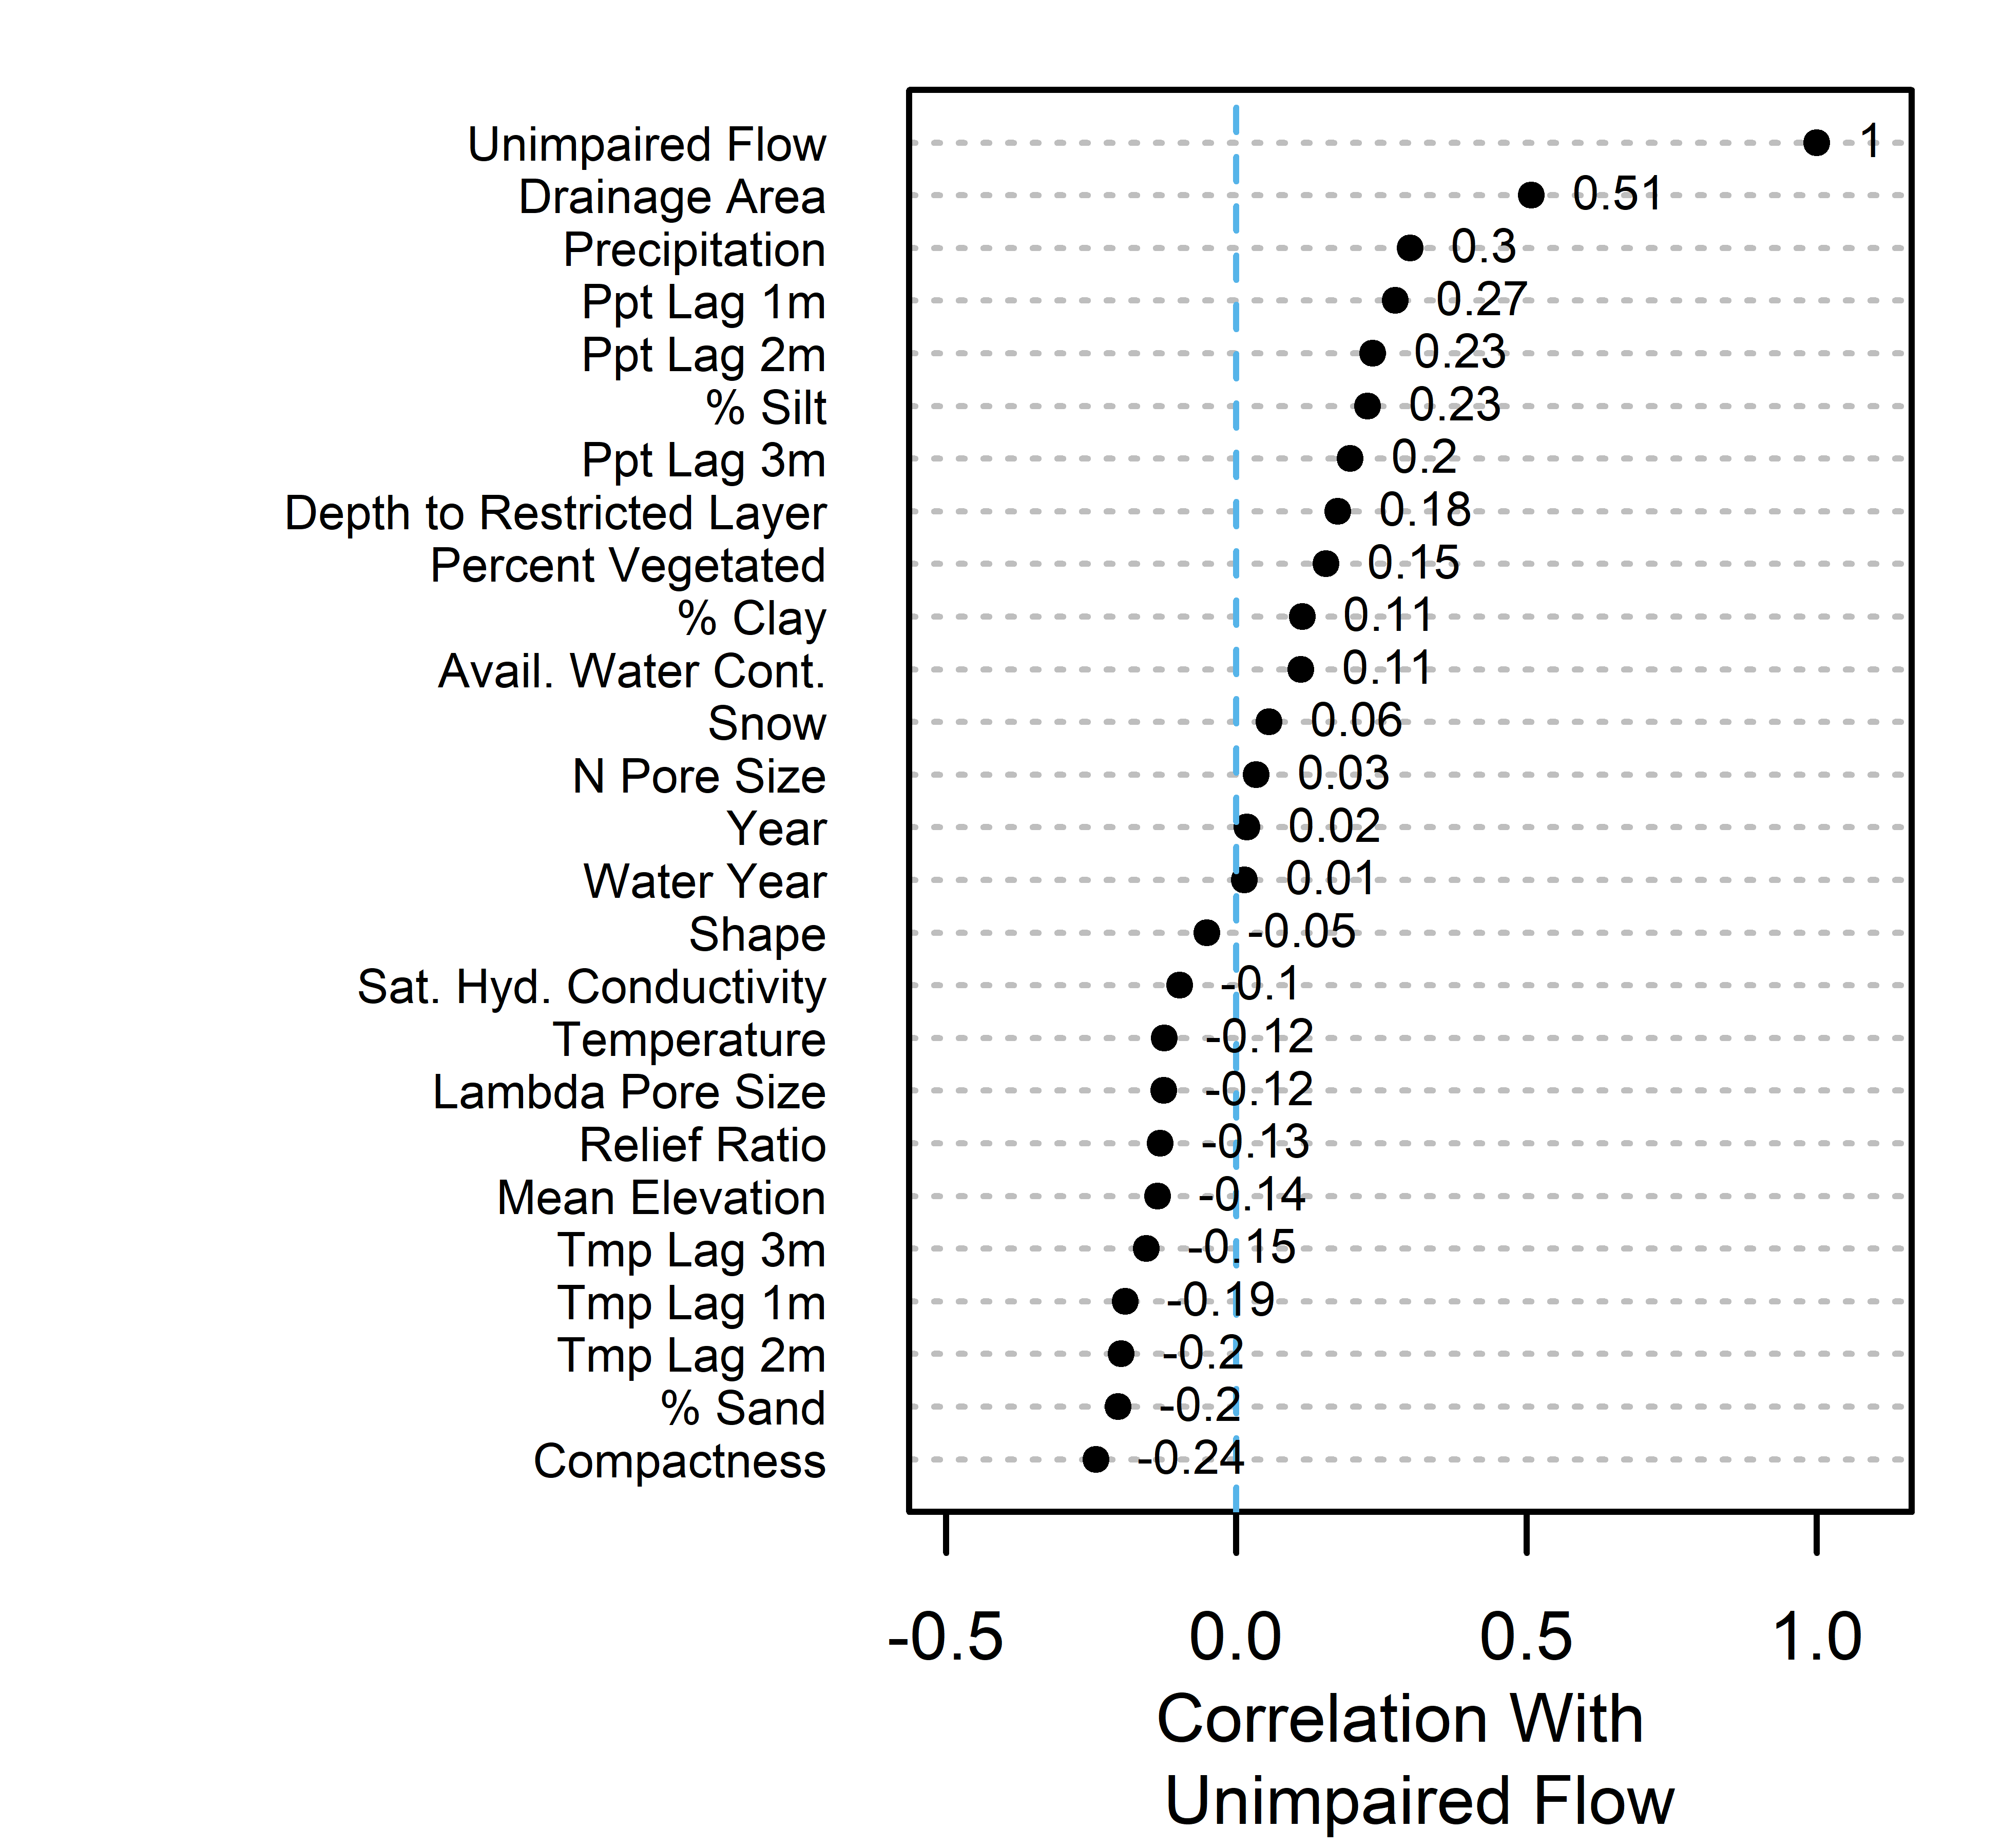 Unimpaired Flow 1
Drainage Area 0.51
Precipitation 0.3
Ppt Lag 1m 0.27
Ppt Lag 2m 0.23
% Silt 0.23
Ppt Lag 3m 0.2
Depth to Restricted Layer 0.18
Percent Vegetated 0.15
% Clay 0.11
Avail. Water Cont. 0.11
Snow 0.06
N Pore Size 0.03
Year 0.02
Water Year 0.01
Shape -0.05
Sat. Hyd. Conductivity -0.1
Temperature -0.12
Lambda Pore Size -0.12
Relief Ratio -0.13
Mean Elevation -0.14
Tmp Lag 3m -0.15
Tmp Lag 1m -0.19
Tmp Lag 2m -0.2
% Sand -0.2
Compactness -0.24
-0.5 0.0 0.5 1.0
Correlation With
Unimpaired Flow